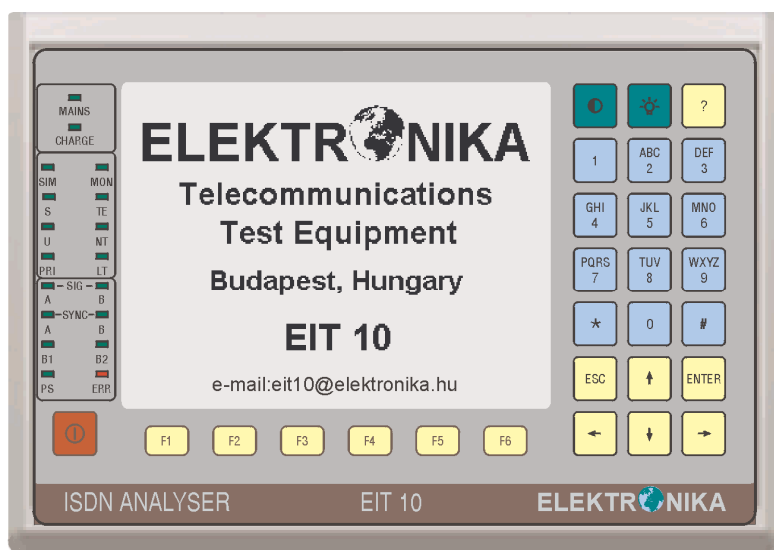 MAINS
CHARGE
SIM MON
S TE
U NT
PRI LT
SIG
A B
SYNC
A B
B1 B2
PS ERR
ELEKTRONIKA
Telecommunications
Test Equipment
Budapest, Hungary
EIT 10
e-mail:eit10@elektronika.hu
?
1
ABC
2
DEF
3
GHI
4
JKL
5
MNO
6
PQRS
7
TUV
8
WXYZ
9
*
0
#
ESC
ENTER
F1 F2 F3 F4 F5 F6
ISDN ANALYSER EIT 10 ELEKTRONIKA